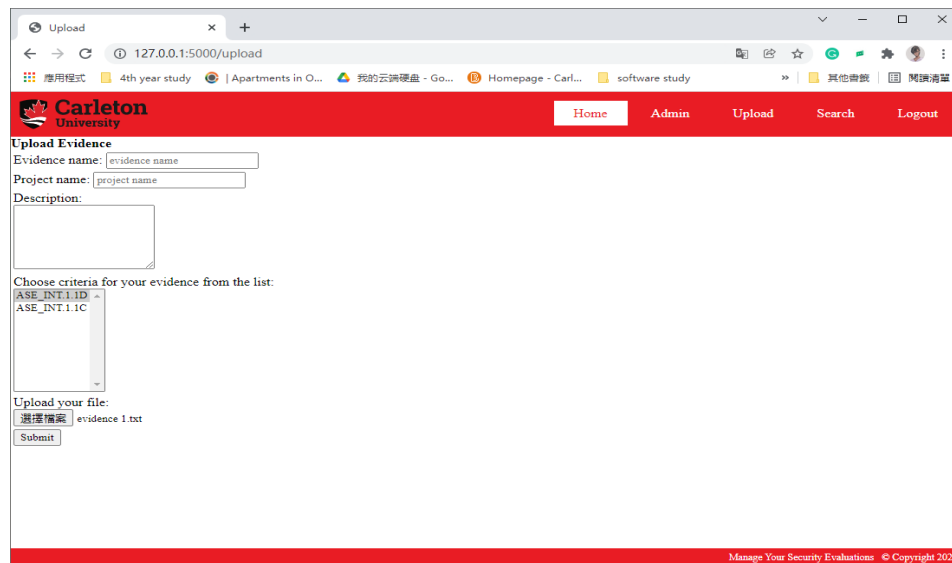 Upload
127.0.0.1:5000/upload
應用程式 4th year study | Apartments in O... 我的云端硬盘 - Go... Homepage - Carl... software study » 其他書籤 閱讀清單
Carleton
University
Home Admin Upload Search Logout
Upload Evidence
Evidence name: evidence name
Project name: project name
Description:
Choose criteria for your evidence from the list:
ASE_INT.1.1D
ASE_INT.1.1C
Upload your file:
選擇檔案 evidence 1.txt
Submit
Manage Your Security Evaluations © Copyright 202